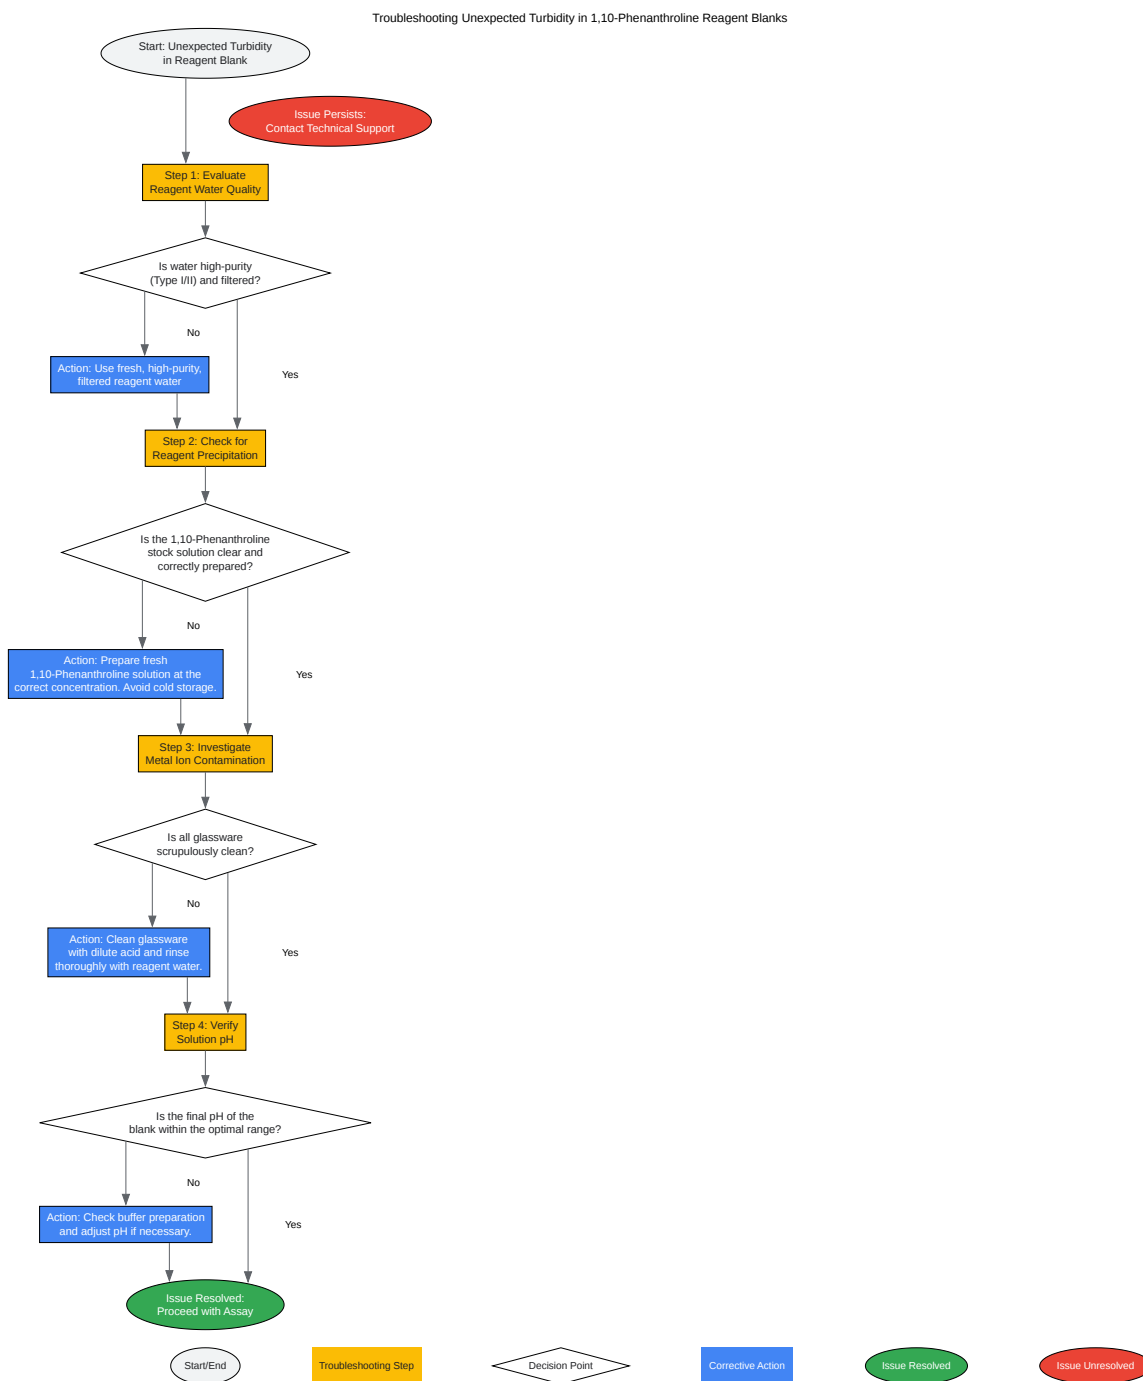 Troubleshooting Unexpected Turbidity in 1,10-Phenanthroline Reagent Blanks
Start: Unexpected Turbidity
in Reagent Blank
Issue Persists:
Contact Technical Support
Step 1: Evaluate
Reagent Water Quality
Is water high-purity
(Type I/II) and filtered?
No
Action: Use fresh, high-purity,
filtered reagent water
Yes
Step 2: Check for
Reagent Precipitation
Is the 1,10-Phenanthroline
stock solution clear and
correctly prepared?
No
Action: Prepare fresh
1,10-Phenanthroline solution at the
correct concentration. Avoid cold storage.
Yes
Step 3: Investigate
Metal Ion Contamination
Is all glassware
scrupulously clean?
No
Action: Clean glassware
with dilute acid and rinse
thoroughly with reagent water.
Yes
Step 4: Verify
Solution pH
Is the final pH of the
blank within the optimal range?
No
Action: Check buffer preparation
and adjust pH if necessary.
Yes
Issue Resolved:
Proceed with Assay
Start/End
Troubleshooting Step
Decision Point
Corrective Action
Issue Resolved
Issue Unresolved